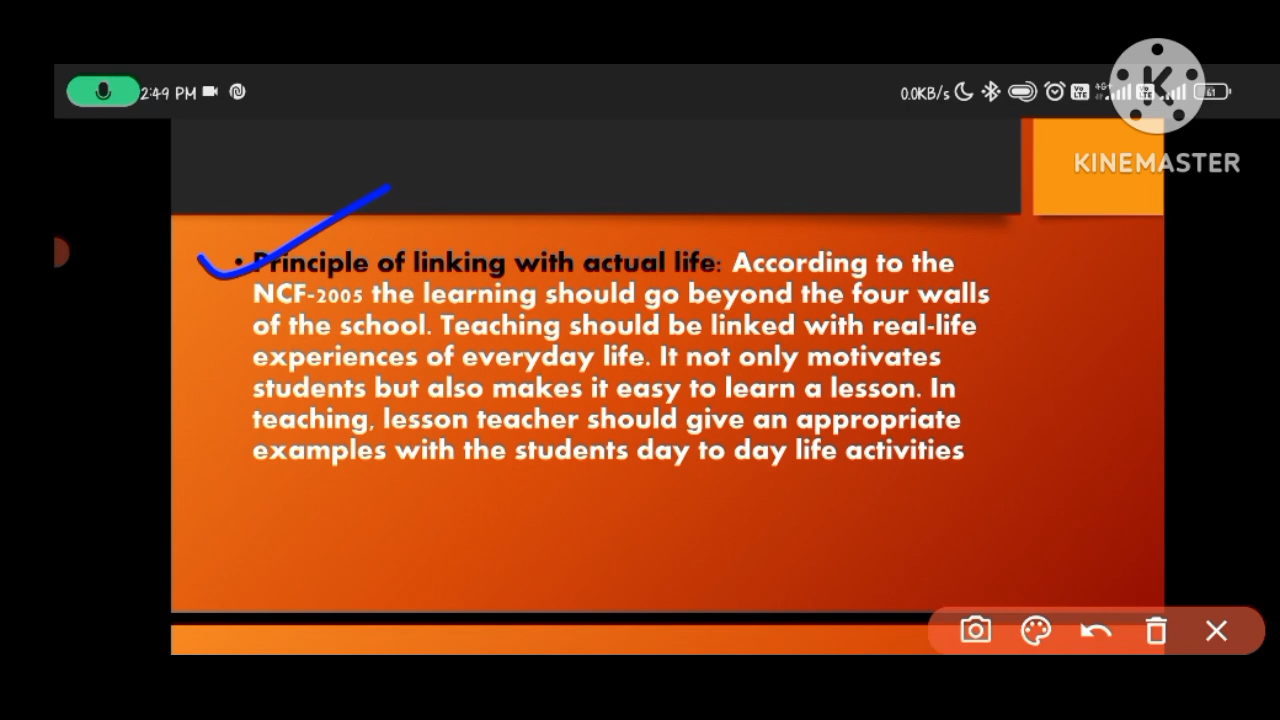 2:49 PM
0.0KB/s
61
KINEMASTER
• Principle of linking with actual life: According to the
NCF-2005 the learning should go beyond the four walls
of the school. Teaching should be linked with real-life
experiences of everyday life. It not only motivates
students but also makes it easy to learn a lesson. In
teaching, lesson teacher should give an appropriate
examples with the students day to day life activities